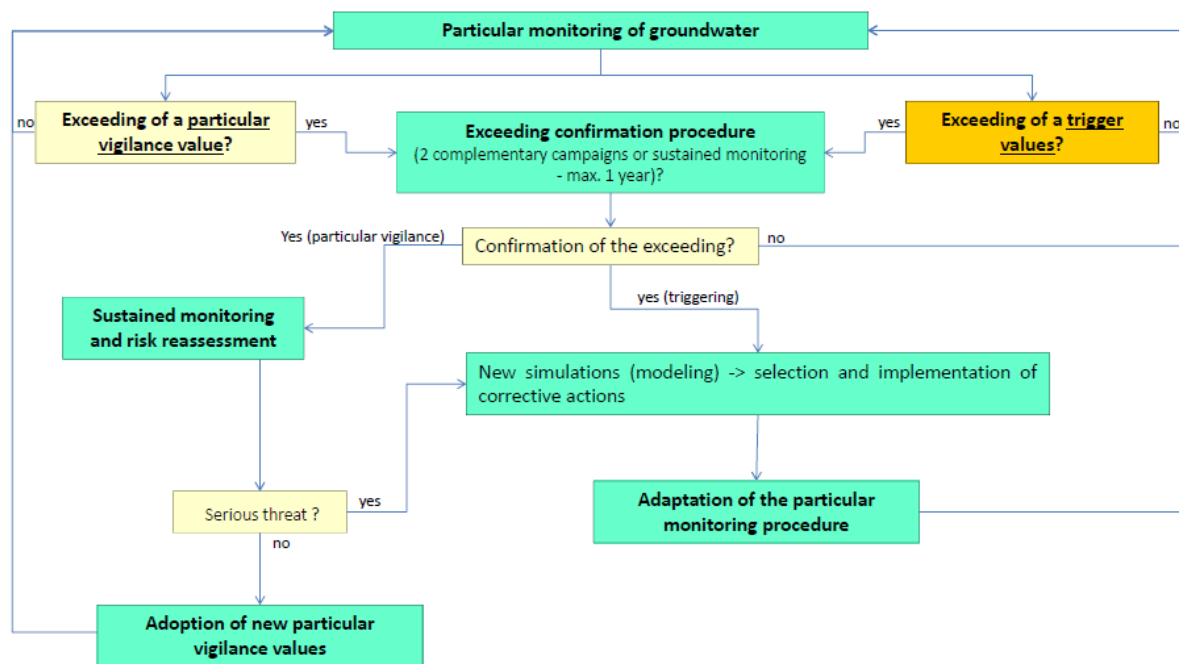 Particular monitoring of groundwater
no
Exceeding of a particular
vigilance value?
yes
Exceeding confirmation procedure
(2 complementary campaigns or sustained monitoring
- max. 1 year)?
yes
Exceeding of a trigger
values?
no
Yes (particular vigilance)
Confirmation of the exceeding?
no
yes (triggering)
Sustained monitoring
and risk reassessment
New simulations (modeling) -> selection and implementation of
corrective actions
Serious threat ?
yes
no
Adaptation of the particular
monitoring procedure
Adoption of new particular
vigilance values